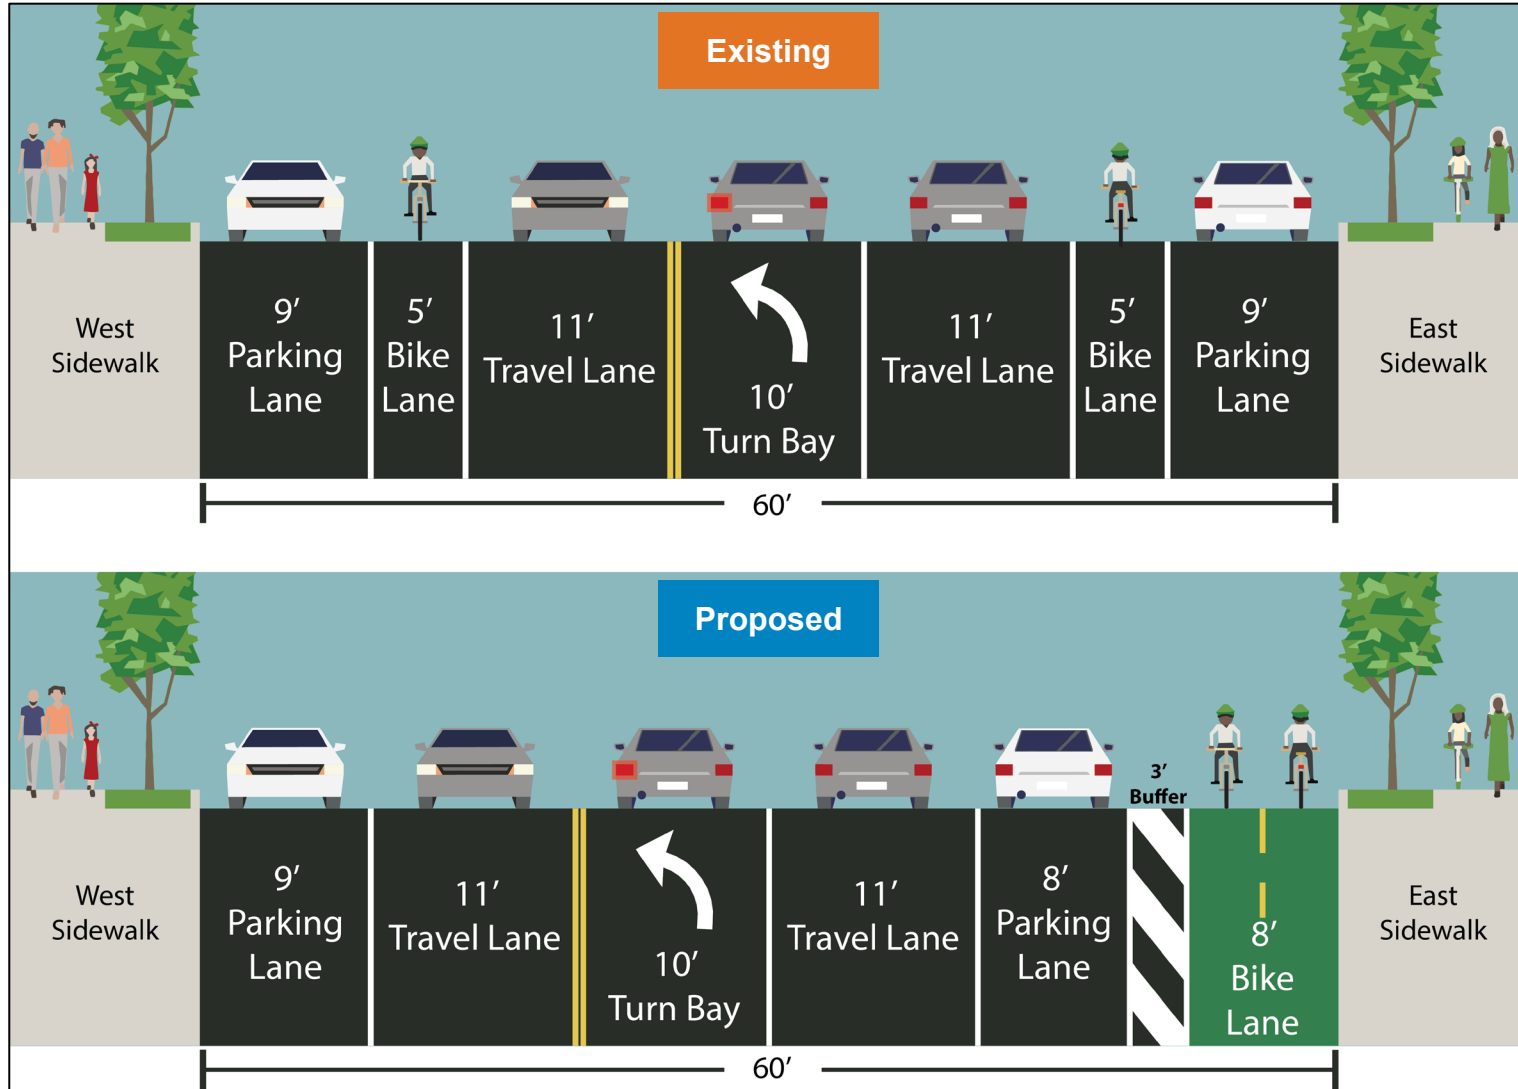 Existing
West
Sidewalk
9’
Parking
Lane
5’
Bike
Lane
11’
Travel Lane
10’
Turn Bay
11’
Travel Lane
5’
Bike
Lane
9’
Parking
Lane
East
Sidewalk
60’
Proposed
West
Sidewalk
9’
Parking
Lane
11’
Travel Lane
10’
Turn Bay
11’
Travel Lane
8’
Parking
Lane
3’
Buffer
8’
Bike
Lane
East
Sidewalk
60’